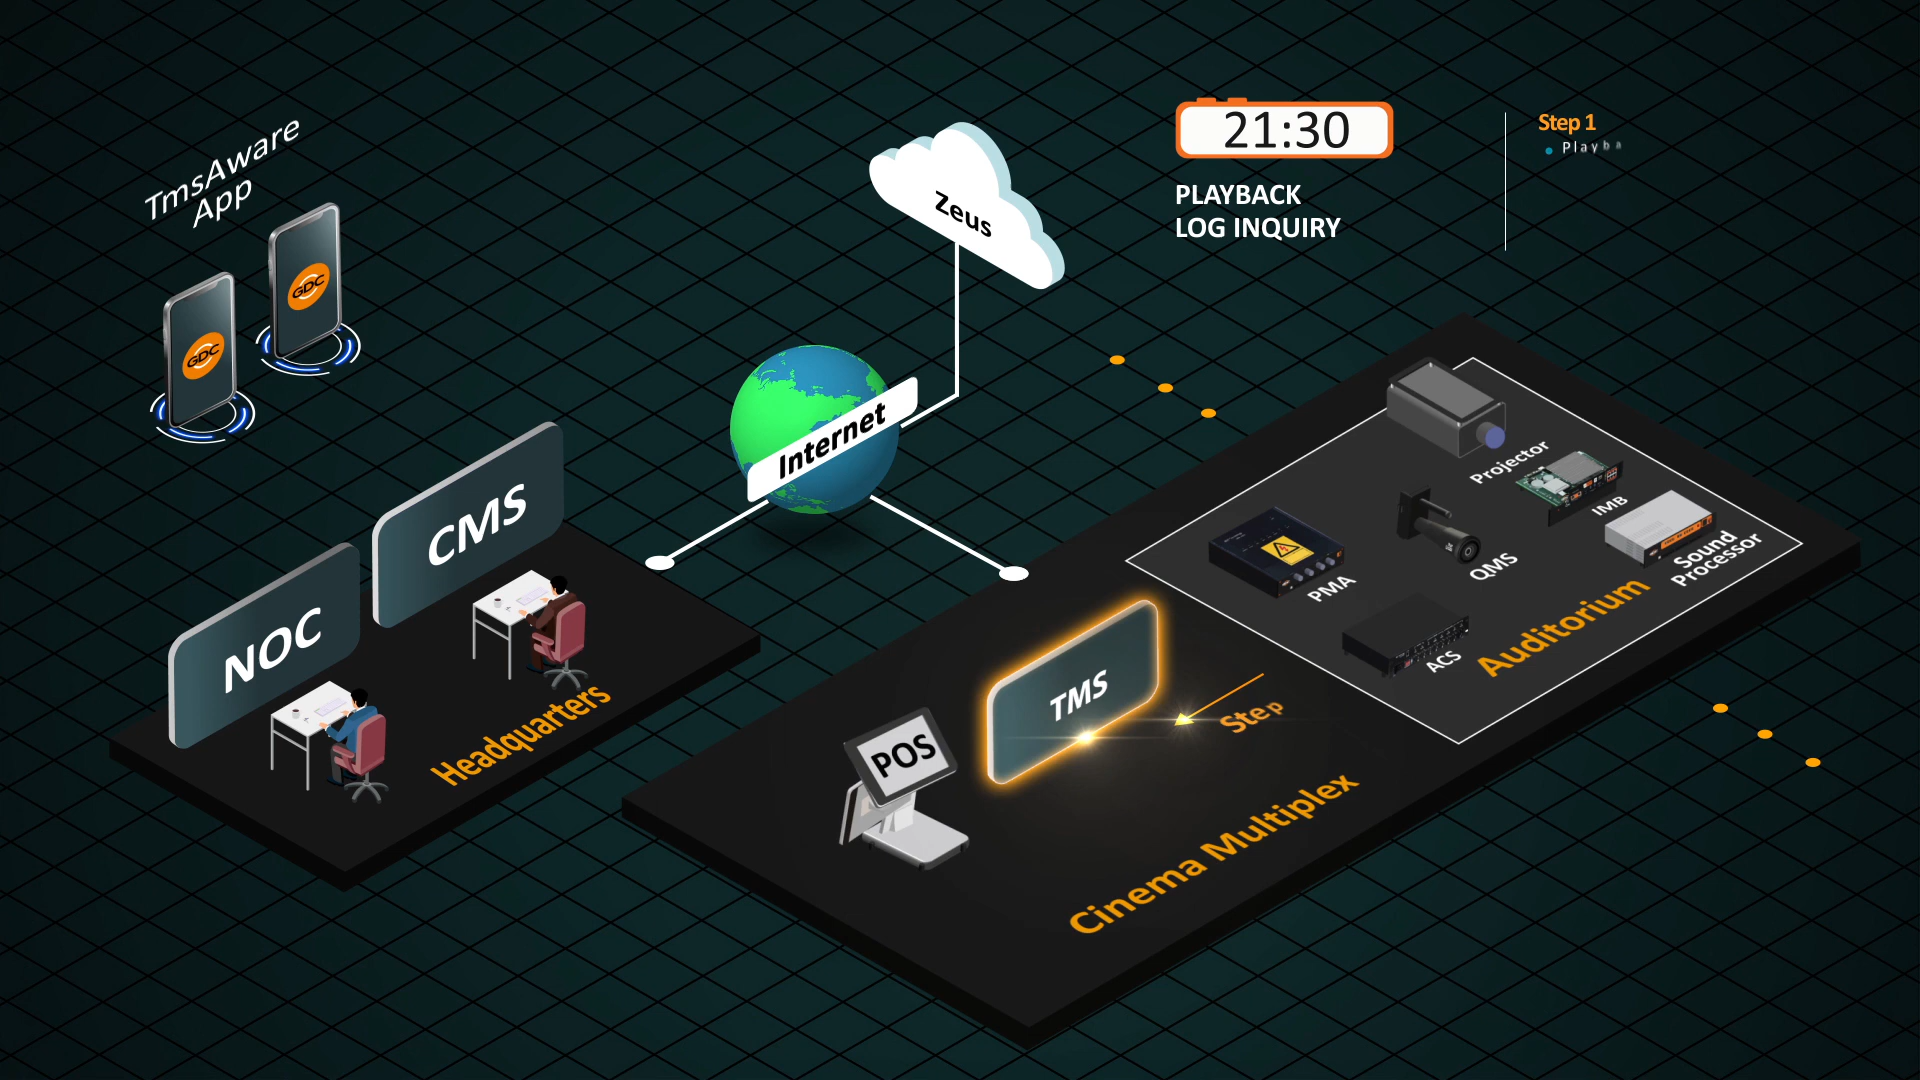 21:30
PLAYBACK
LOG INQUIRY
Step 1
Playba
TmsAware
App
GDC
GDC
Zeus
Internet
CMS
NOC
Headquarters
Projector
IMB
Sound
Processor
QMS
PMA
ACS
Auditorium
TMS
Step
POS
Cinema Multiplex